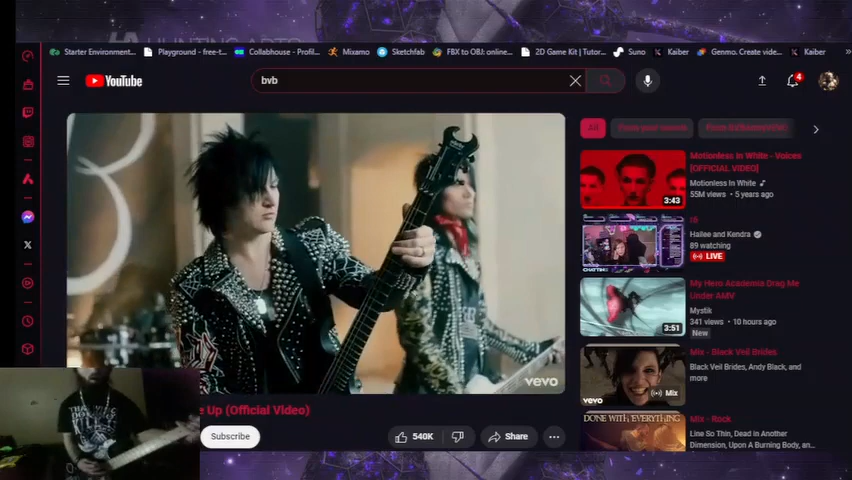 Starter Environment...
Playground - free-t...
Collabhouse - Profil...
Mixamo
Sketchfab
FBX to OBJ: online...
2D Game Kit | Tutor...
Suno
Kaiber
Genmo. Create vide...
Kaiber
YouTube
bvb
4
All
From your search
Motionless In White - Voices
[OFFICIAL VIDEO]
Motionless In White
55M views • 5 years ago
3:43
Hailee and Kendra
89 watching
LIVE
My Hero Academia Drag Me
Under AMV
Mystik
341 views • 10 hours ago
New
3:51
Mix - Black Veil Brides
Black Veil Brides, Andy Black, and
more
Mix
vevo
Mix - Rock
Line So Thin, Dead in Another
Dimension, Upon A Burning Body, and
DONE WITH EVERYTHING
vevo
e Up (Official Video)
Subscribe
540K
Share